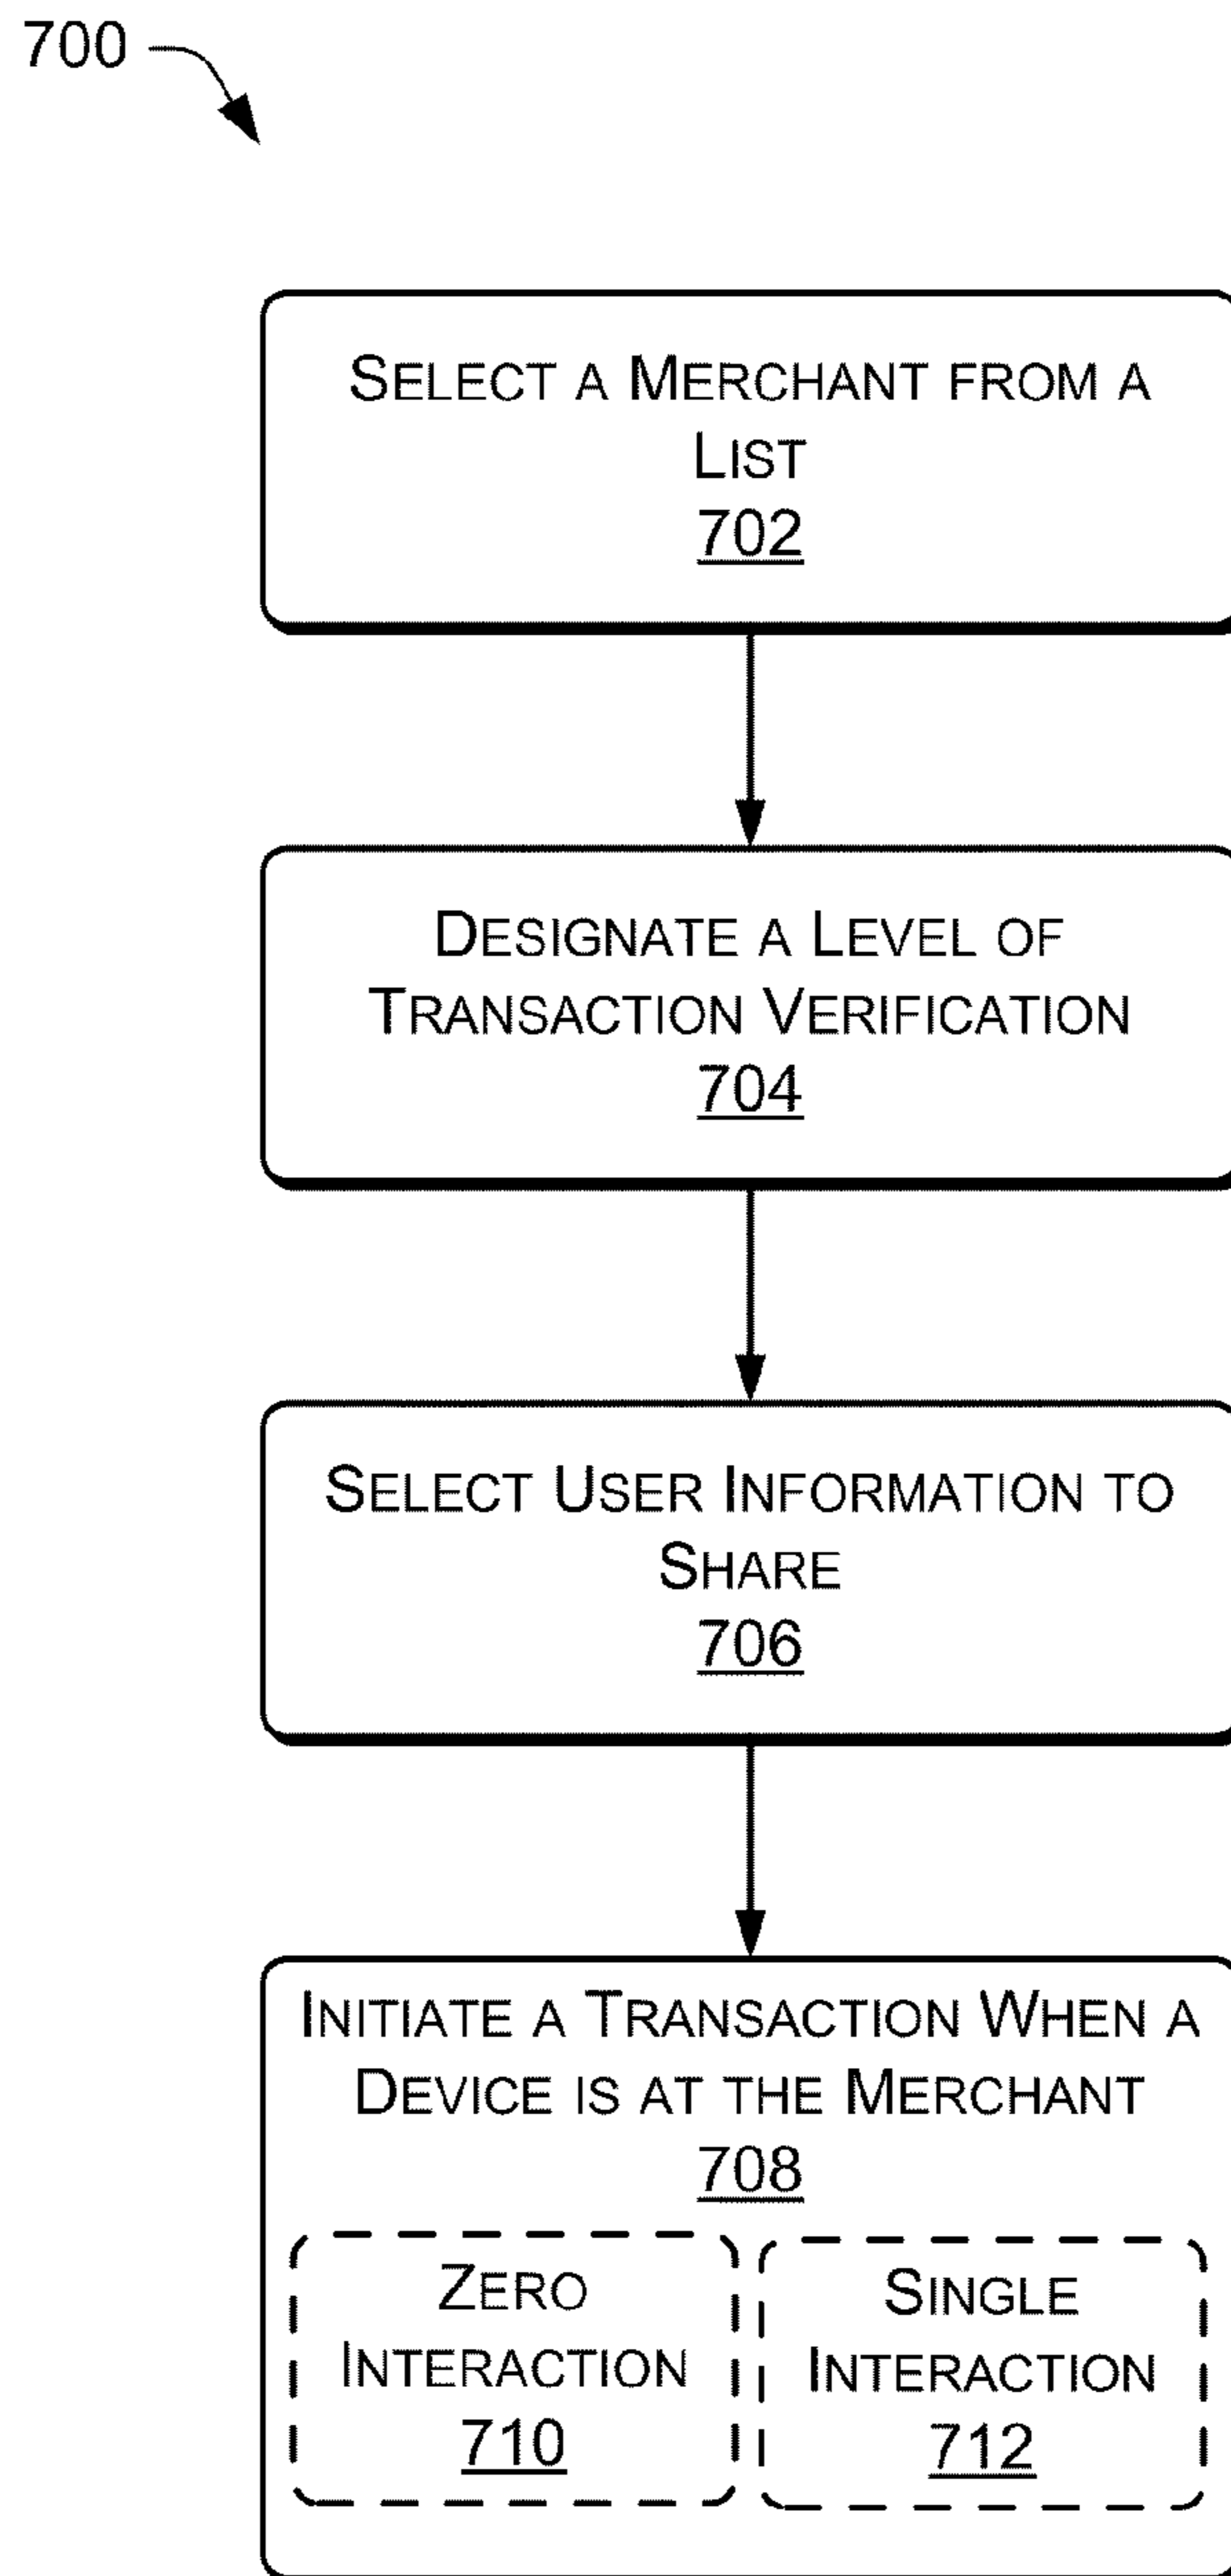 700
SELECT A MERCHANT FROM A
LIST
702
DESIGNATE A LEVEL OF
TRANSACTION VERIFICATION
704
SELECT USER INFORMATION TO
SHARE
706
INITIATE A TRANSACTION WHEN A
DEVICE IS AT THE MERCHANT
708
ZERO
INTERACTION
710
SINGLE
INTERACTION
712